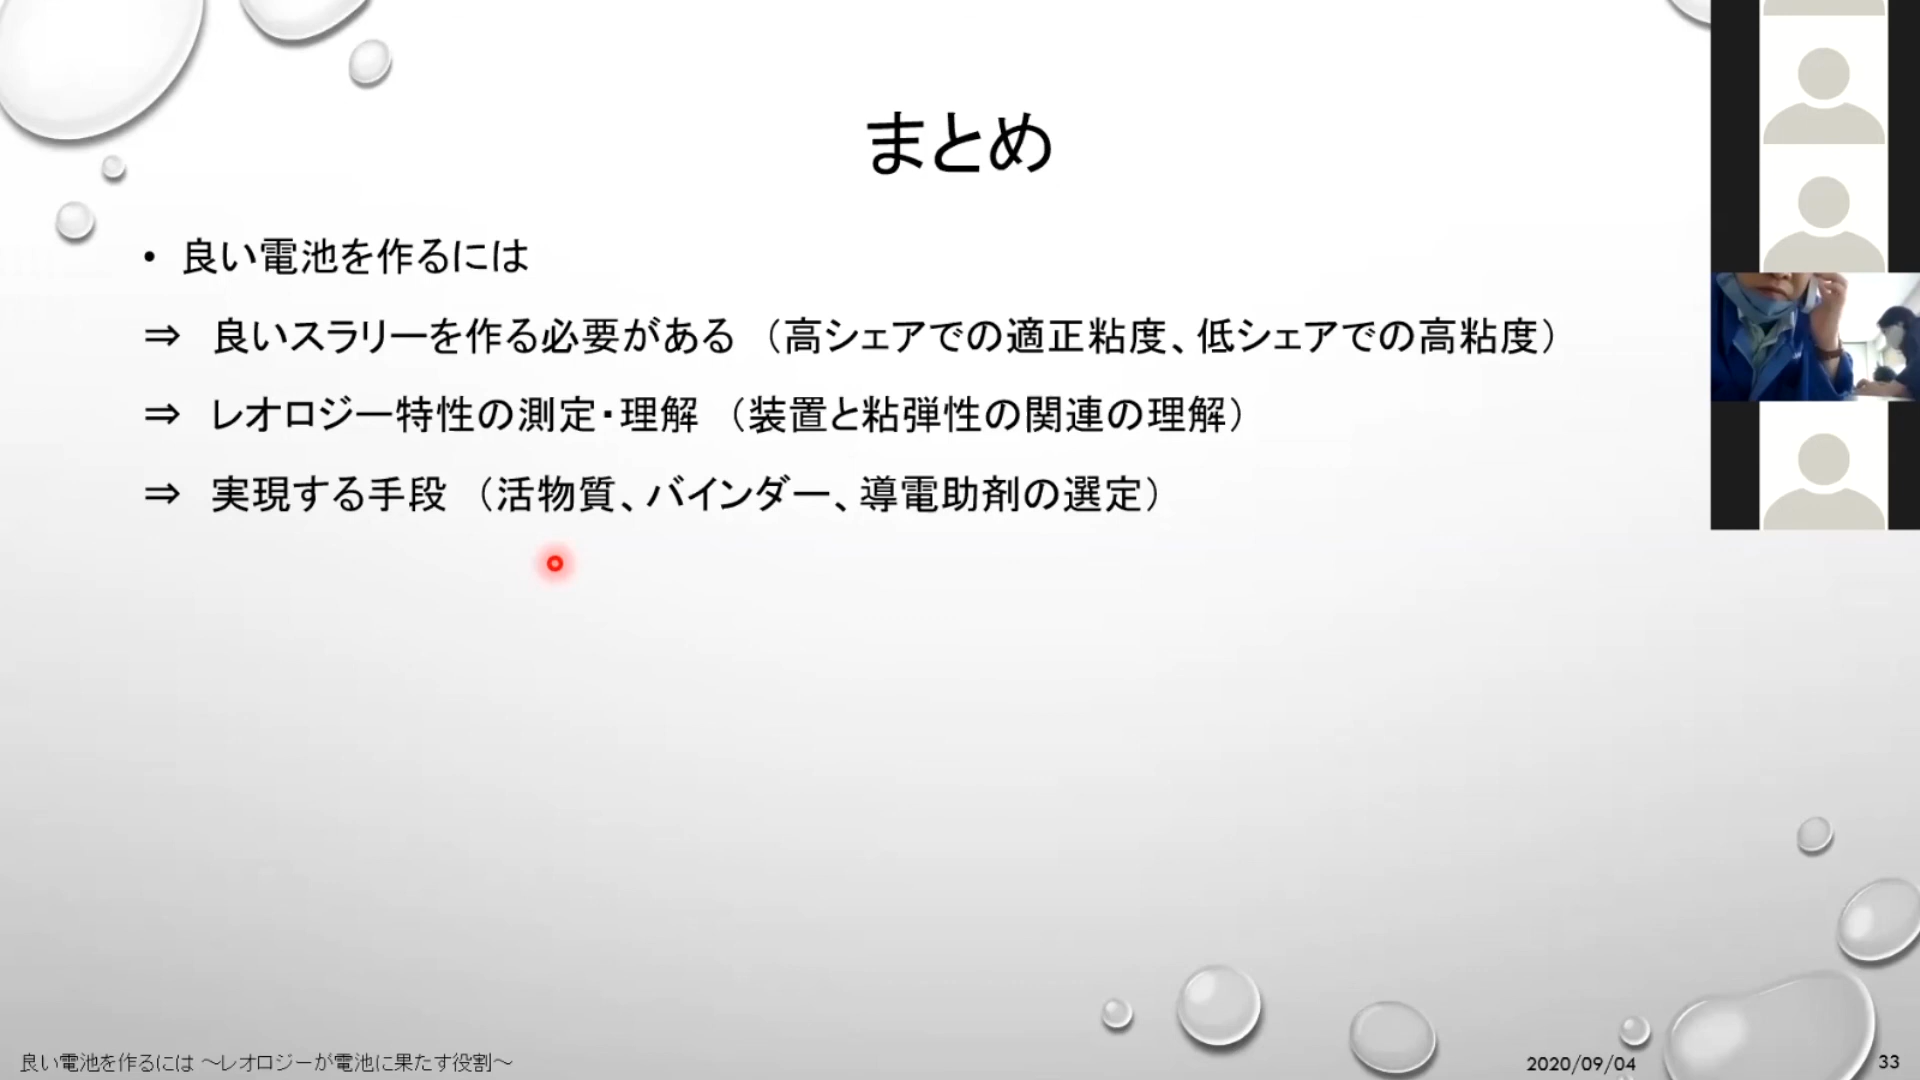 まとめ
• 良い電池を作るには
⇒ 良いスラリーを作る必要がある （高シェアでの適正粘度、低シェアでの高粘度）
⇒ レオロジー特性の測定・理解 （装置と粘弾性の関連の理解）
⇒ 実現する手段 （活物質、バインダー、導電助剤の選定）
良い電池を作るには ～レオロジーが電池に果たす役割～
2020/09/04
33